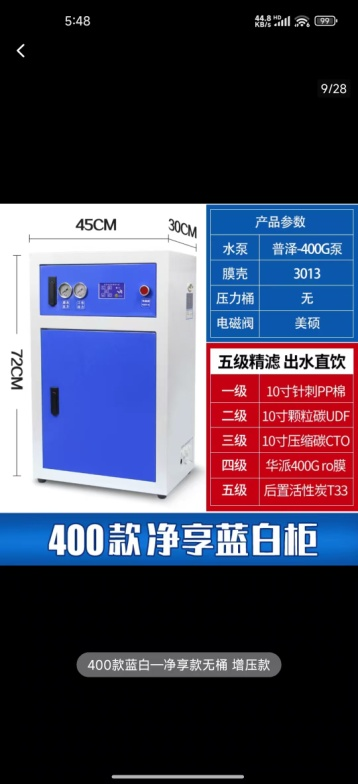 5:48
44.8 KB/s HD 99
9/28
45CM
30CM
72CM
产品参数
水泵 普泽-400G泵
膜壳 3013
压力桶 无
电磁阀 美硕
五级精滤 出水直饮
一级 10寸针刺PP棉
二级 10寸颗粒碳UDF
三级 10寸压缩碳CTO
四级 华派400G ro膜
五级 后置活性炭T33
400款 净享蓝白柜
400款蓝白—净享款无桶 增压款